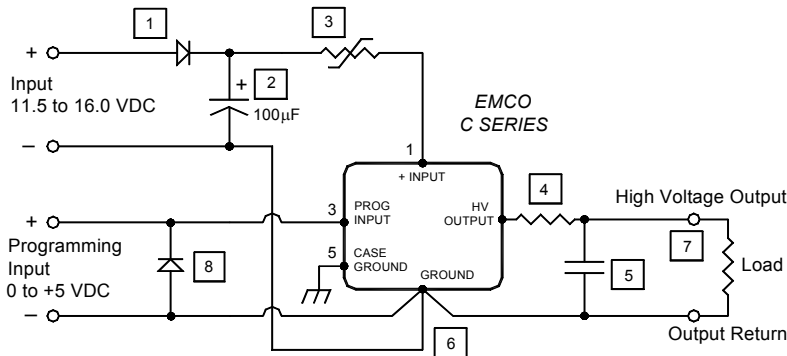 1
3
+
Input
11.5 to 16.0 VDC
–
+
2
100µF
EMCO
C SERIES
1
+ INPUT
4
High Voltage Output
+
3
PROG
INPUT
HV
OUTPUT
7
Programming
Input
0 to +5 VDC
8
5
CASE
GROUND
5
Load
GROUND
–
6
Output Return